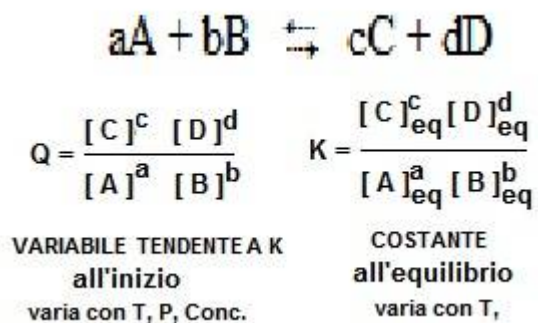 aA + bB ⇆ cC + dD
Q = [C]^c [D]^d / [A]^a [B]^b
K = [C]^c_eq [D]^d_eq / [A]^a_eq [B]^b_eq
VARIABILE TENDENTE A K
all'inizio
varia con T, P, Conc.
COSTANTE
all'equilibrio
varia con T,